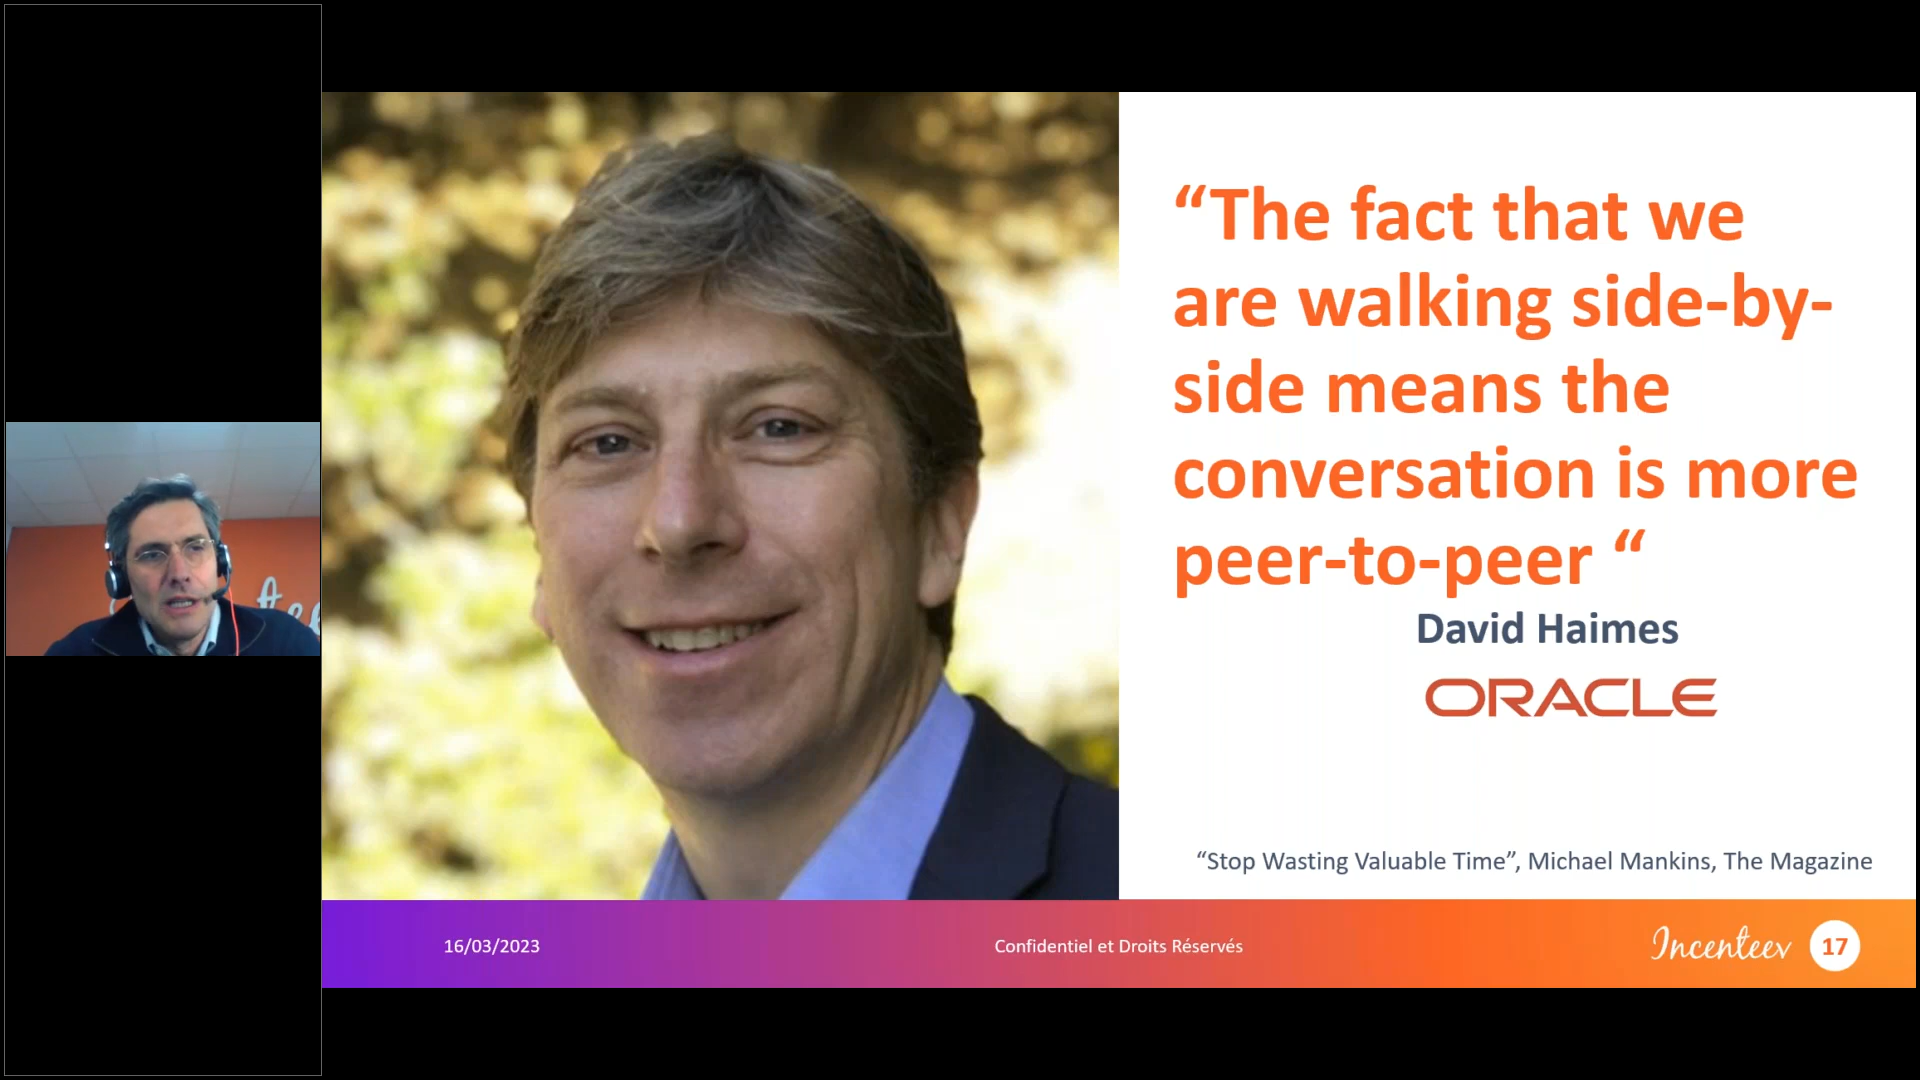 “The fact that we
are walking side-by-
side means the
conversation is more
peer-to-peer “
David Haimes
ORACLE
“Stop Wasting Valuable Time”, Michael Mankins, The Magazine
16/03/2023
Confidentiel et Droits Réservés
Incenteev
17